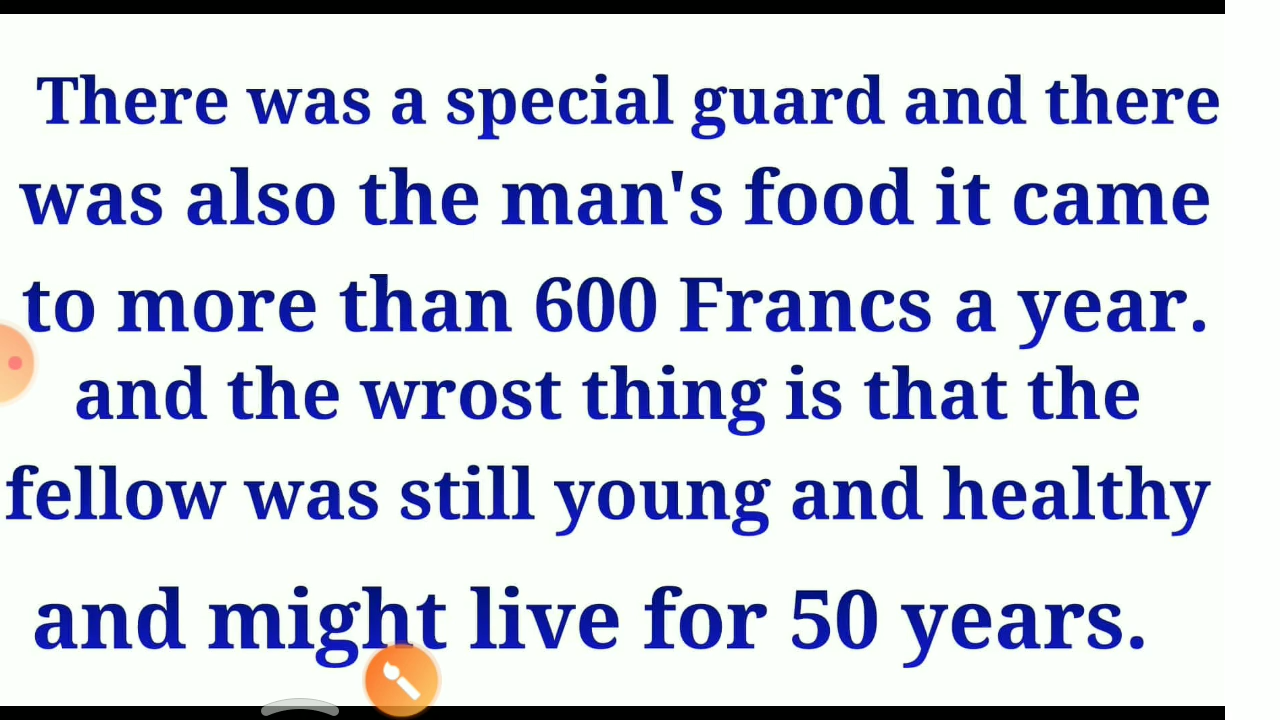 There was a special guard and there
was also the man's food it came
to more than 600 Francs a year.
and the wrost thing is that the
fellow was still young and healthy
and might live for 50 years.